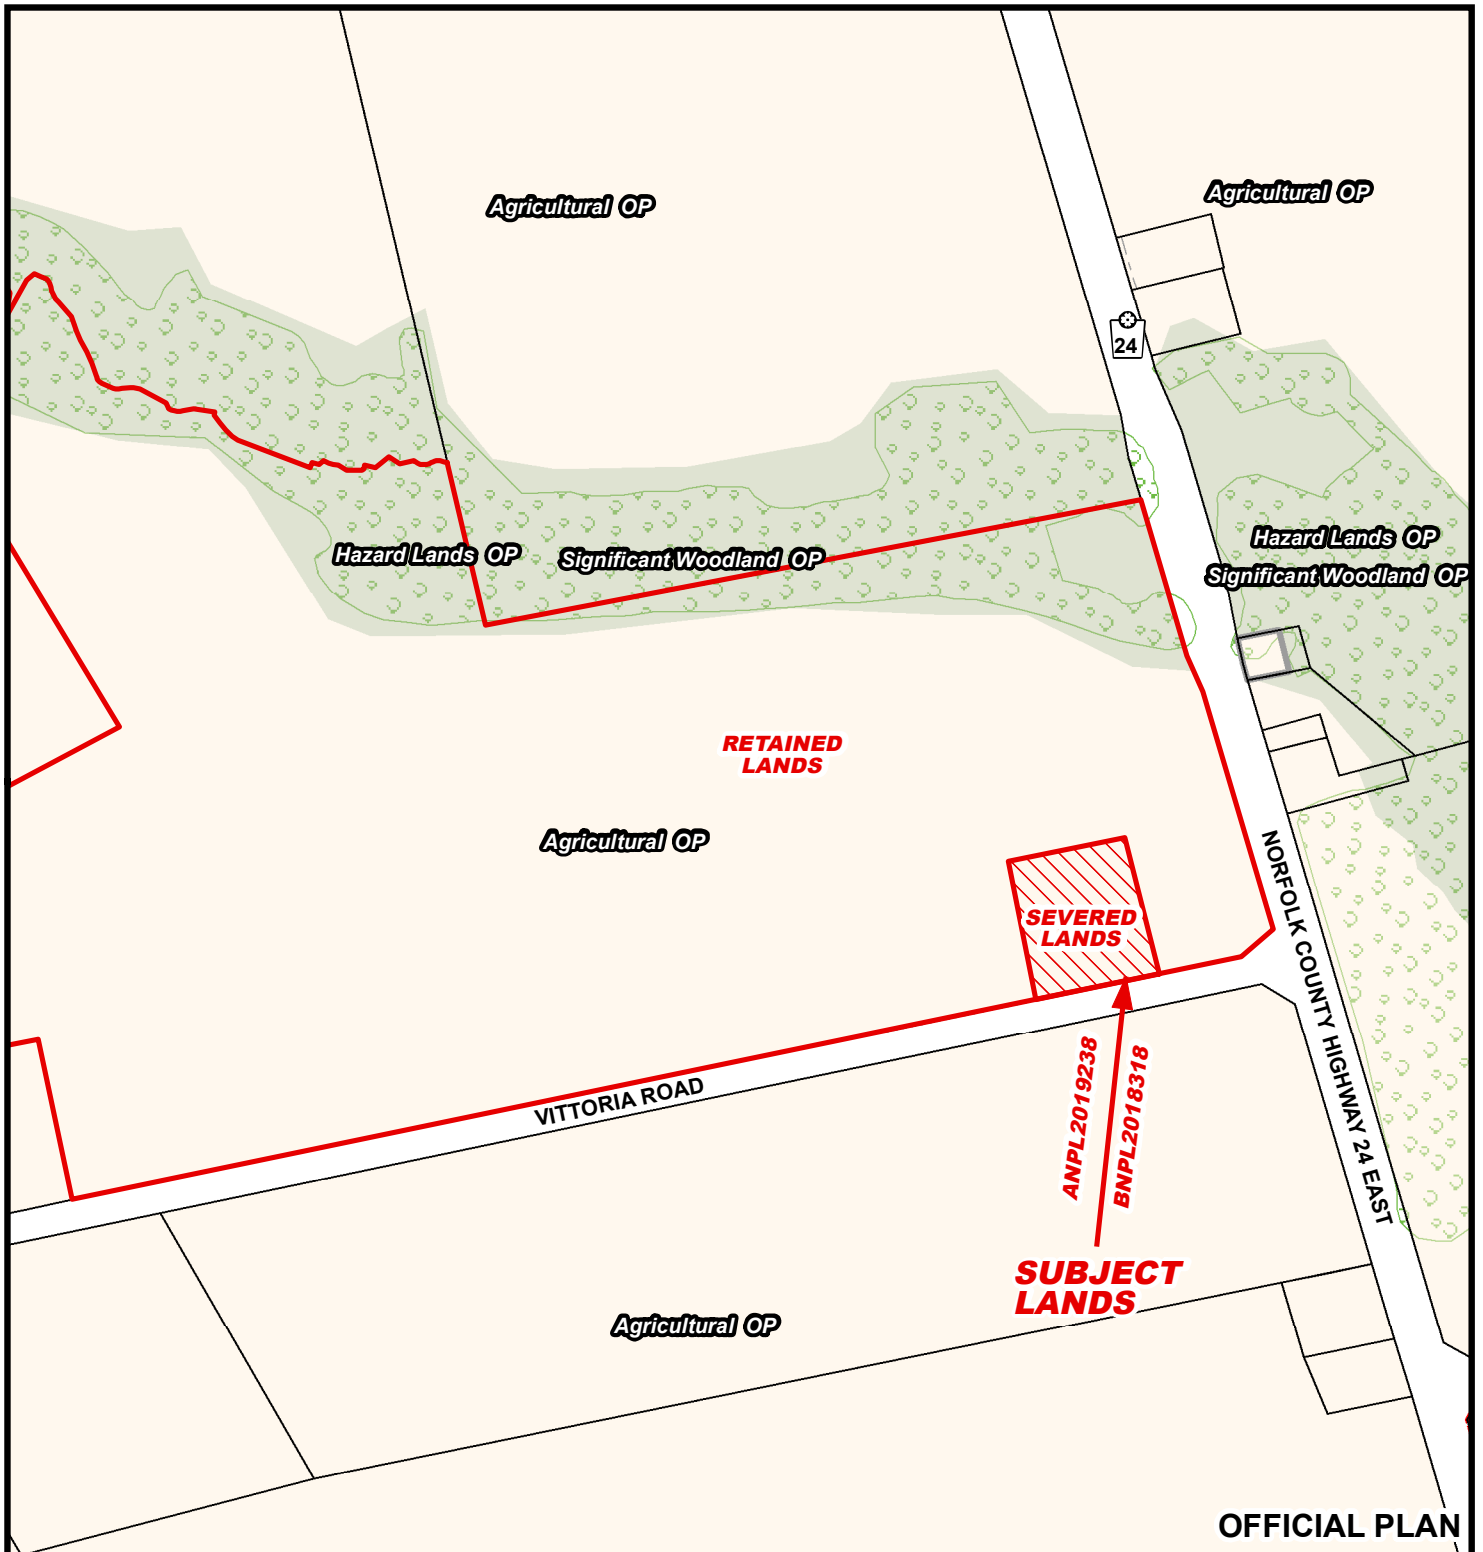 Agricultural OP
Agricultural OP
24
Hazard Lands OP
Significant Woodland OP
Hazard Lands OP
Significant Woodland OP
RETAINED
LANDS
Agricultural OP
SEVERED
LANDS
NORFOLK COUNTY HIGHWAY 24 EAST
VITTORIA ROAD
ANPL2019238
BNPL2018318
SUBJECT
LANDS
Agricultural OP
OFFICIAL PLAN